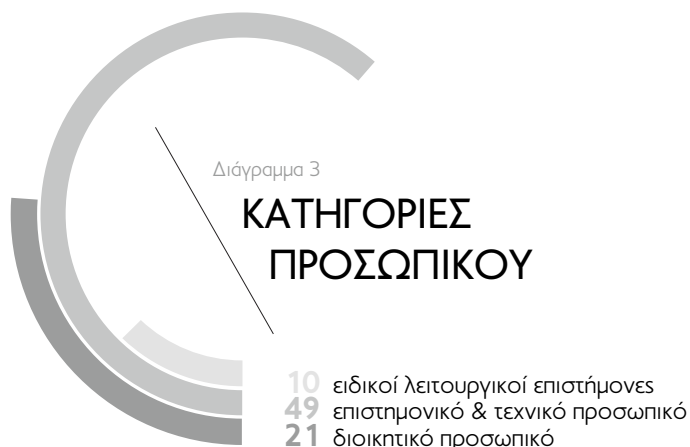 Διάγραμμα 3
ΚΑΤΗΓΟΡΙΕΣ
ΠΡΟΣΩΠΙΚΟΥ
10 ειδικοί λειτουργικοί επιστήμονες
49 επιστημονικό & τεχνικό προσωπικό
21 διοικητικό προσωπικό